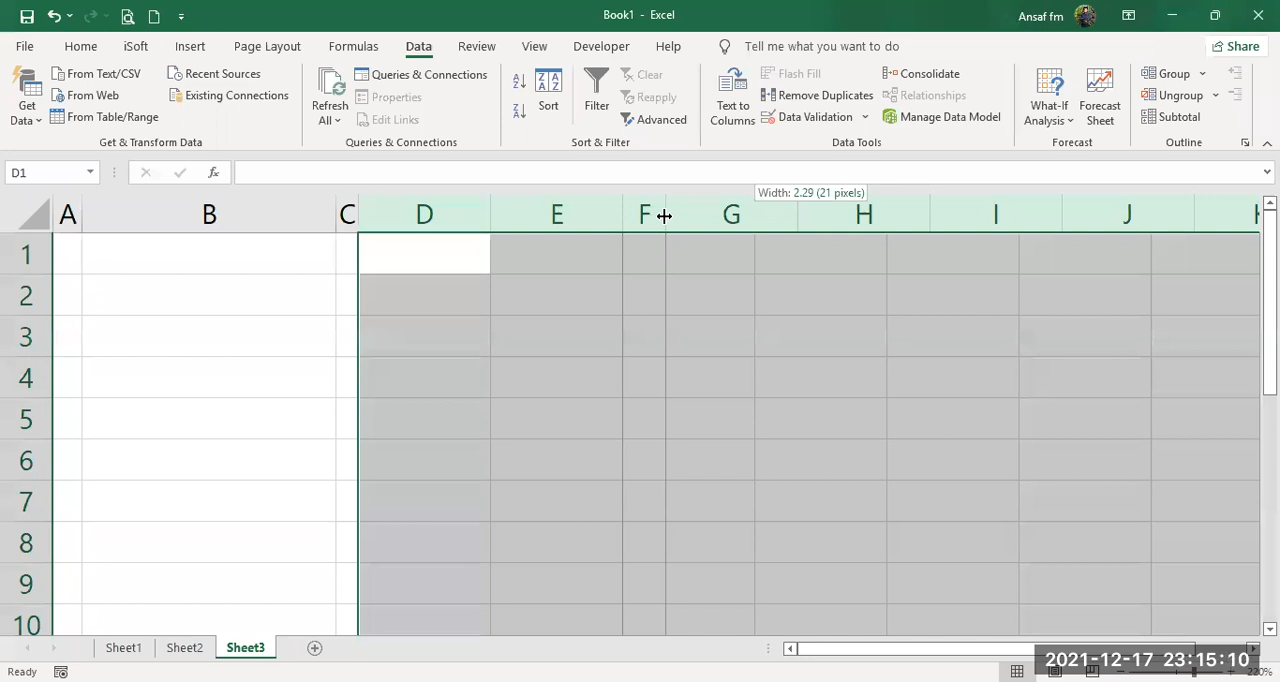 Book1 - Excel
Ansaf fm
File Home iSoft Insert Page Layout Formulas Data Review View Developer Help Tell me what you want to do Share
Get Data
From Text/CSV
From Web
From Table/Range
Recent Sources
Existing Connections
Get & Transform Data
Refresh All
Queries & Connections
Properties
Edit Links
Queries & Connections
Sort
Filter
Clear
Reapply
Advanced
Sort & Filter
Text to Columns
Flash Fill
Remove Duplicates
Data Validation
Consolidate
Relationships
Manage Data Model
Data Tools
What-If Analysis
Forecast Sheet
Forecast
Group
Ungroup
Subtotal
Outline
D1 fx
Width: 2.29 (21 pixels)
A B C D E F G H I J K
1
2
3
4
5
6
7
8
9
10
Sheet1 Sheet2 Sheet3
Ready
2021-12-17 23:15:10
220%